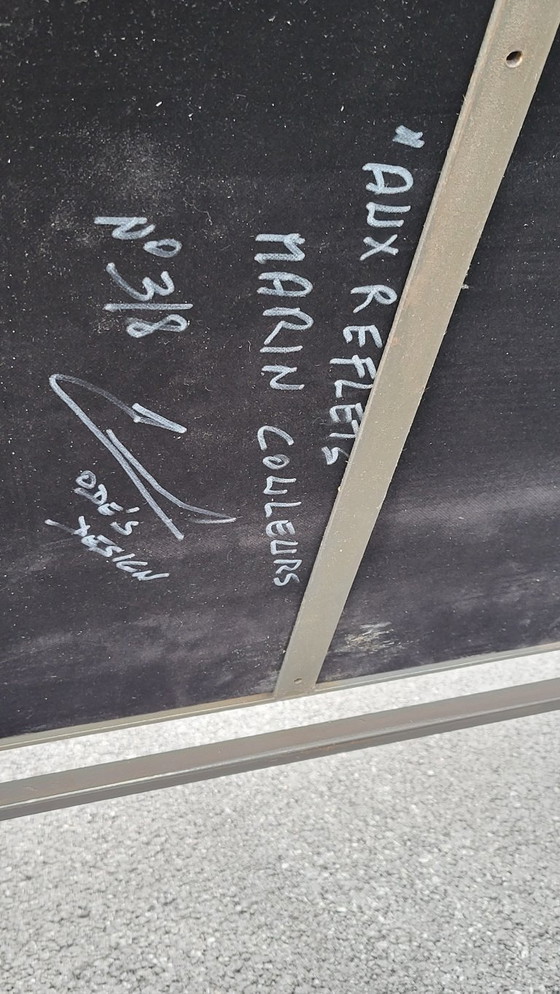 "AUX REFLETS
MARIN COULEURS
N° 3/8
ODE'S
DESIGN